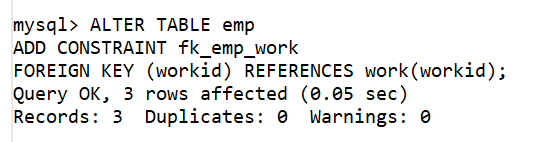 mysql> ALTER TABLE emp
ADD CONSTRAINT fk_emp_work
FOREIGN KEY (workid) REFERENCES work(workid);
Query OK, 3 rows affected (0.05 sec)
Records: 3  Duplicates: 0  Warnings: 0